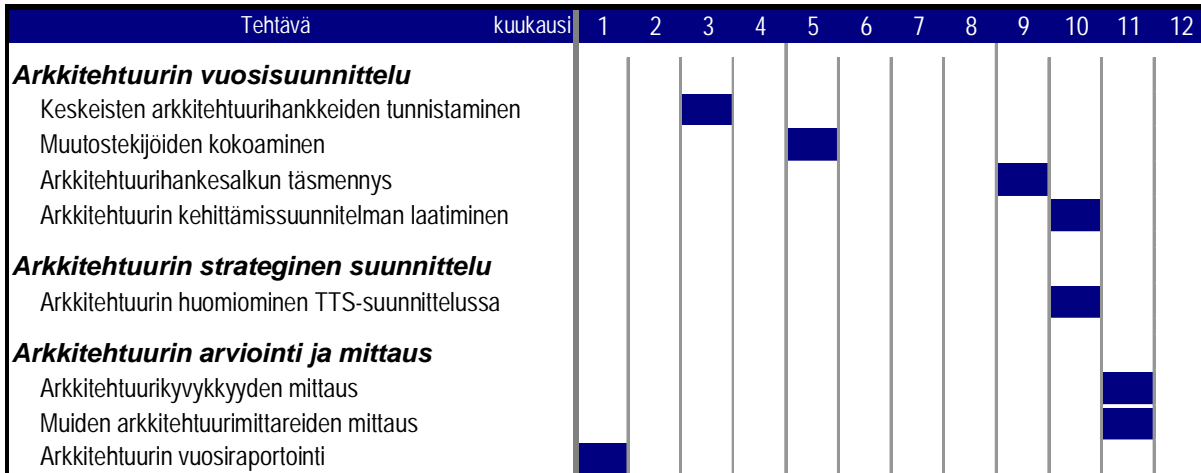 Tehtävä kuukausi 1 2 3 4 5 6 7 8 9 10 11 12
Arkkitehtuurin vuosisuunnittelu
Keskeisten arkkitehtuurihankkeiden tunnistaminen
Muutostekijöiden kokoaminen
Arkkitehtuurihankesalkun täsmennys
Arkkitehtuurin kehittämissuunnitelman laatiminen
Arkkitehtuurin strateginen suunnittelu
Arkkitehtuurin huomiominen TTS-suunnittelussa
Arkkitehtuurin arviointi ja mittaus
Arkkitehtuurikyvykkyyden mittaus
Muiden arkkitehtuurimittareiden mittaus
Arkkitehtuurin vuosiraportointi